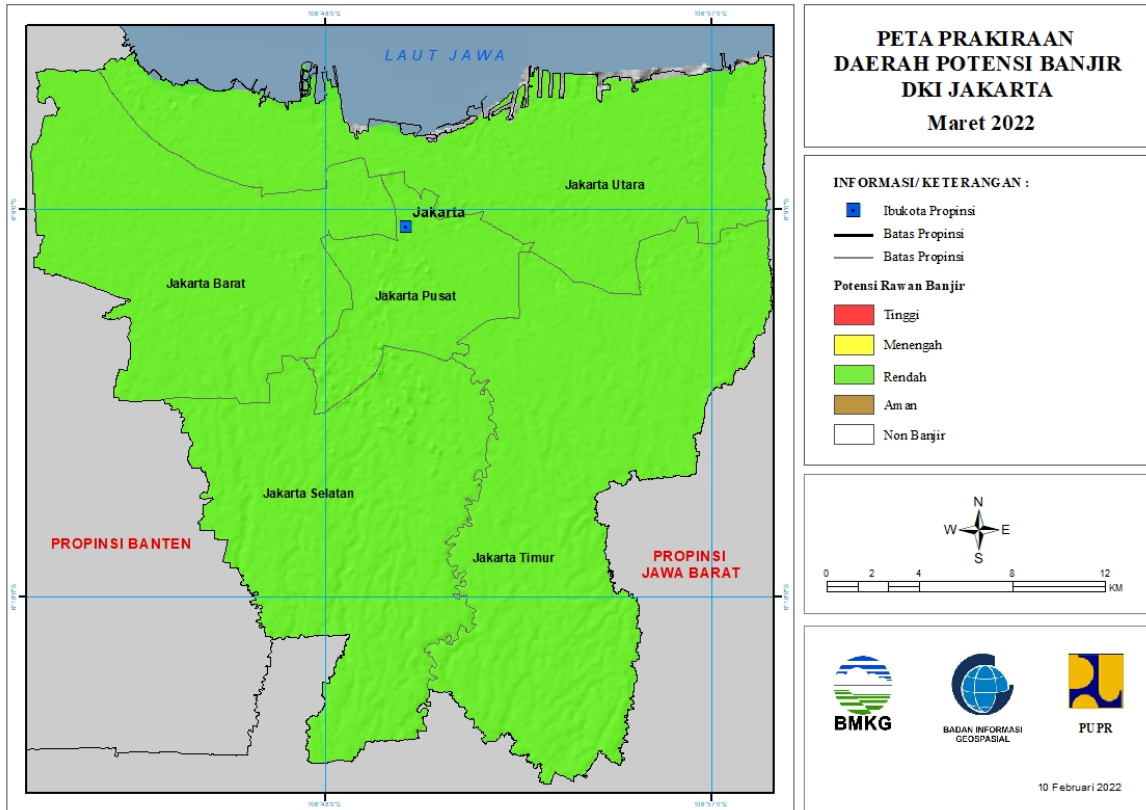 LAUT JAWA
Jakarta Utara
Jakarta
Jakarta Barat
Jakarta Pusat
Jakarta Selatan
PROPINSI BANTEN
Jakarta Timur
PROPINSI
JAWA BARAT
PETA PRAKIRAAN
DAERAH POTENSI BANJIR
DKI JAKARTA
Maret 2022
INFORMASI/KETERANGAN :
Ibukota Propinsi
Batas Propinsi
Batas Propinsi
Potensi Rawan Banjir
Tinggi
Menengah
Rendah
Aman
Non Banjir
N
W E
S
0 2 4 8 12
KM
BMKG
BADAN INFORMASI
GEOSPASIAL
PUPR
10 Februari 2022